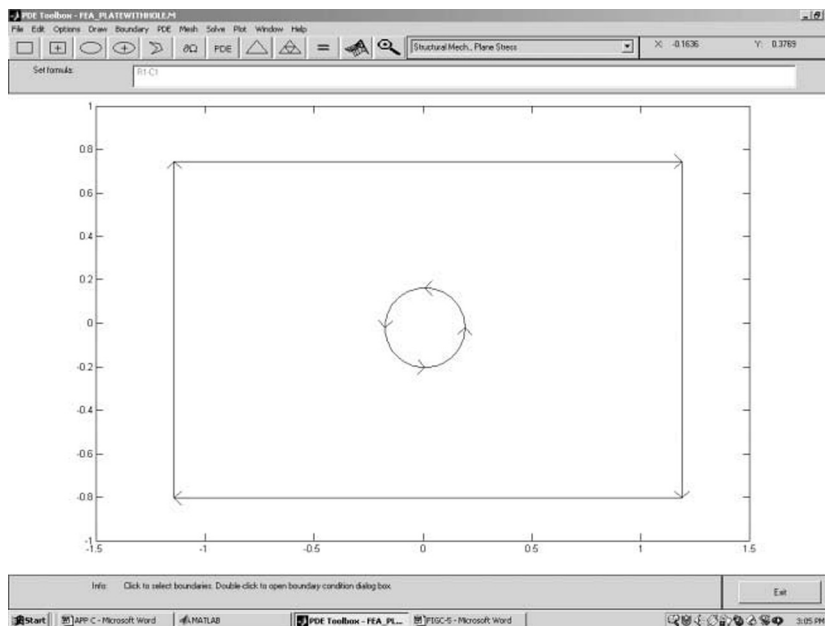 PDE Toolbox - FEA_PLATEWITHHOLE.M
File Edit Options Draw Boundary PDE Mesh Solve Plot Window Help
∂Ω PDE = Structural Mech., Plane Stress X: -0.1636 Y: 0.3769
Set formula: R1-C1
1
0.8
0.6
0.4
0.2
0
-0.2
-0.4
-0.6
-0.8
-1
-1.5 -1 -0.5 0 0.5 1 1.5
Info: Click to select boundaries. Double-click to open boundary condition dialog box.
Exit
Start APP C - Microsoft Word MATLAB PDE Toolbox - FEA_PL... FIGC-5 - Microsoft Word 3:05 PM